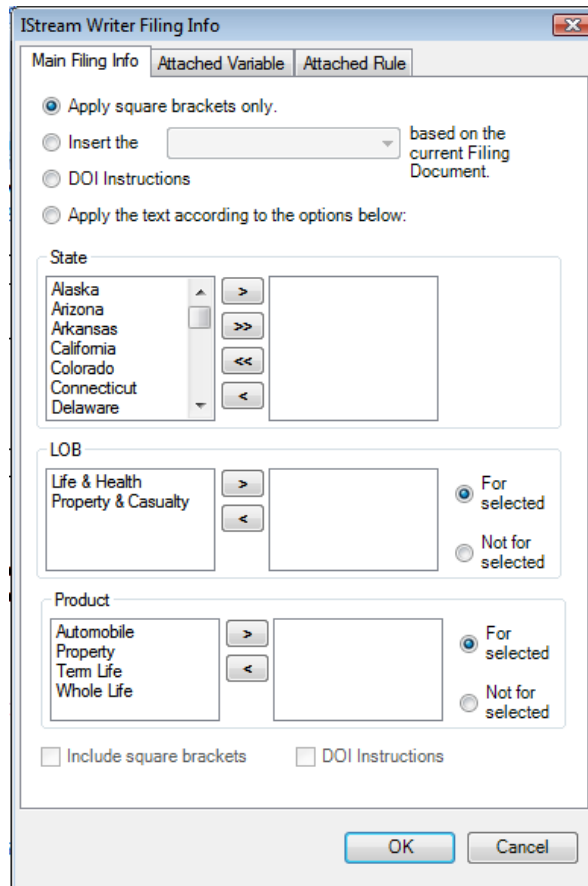 IStream Writer Filing Info
Main Filing Info
Attached Variable
Attached Rule
Apply square brackets only.
Insert the
based on the
current Filing
Document.
DOI Instructions
Apply the text according to the options below:
State
Alaska
Arizona
Arkansas
California
Colorado
Connecticut
Delaware
>
>>
<<
<
LOB
Life & Health
Property & Casualty
>
<
For
selected
Not for
selected
Product
Automobile
Property
Term Life
Whole Life
>
<
For
selected
Not for
selected
Include square brackets
DOI Instructions
OK
Cancel